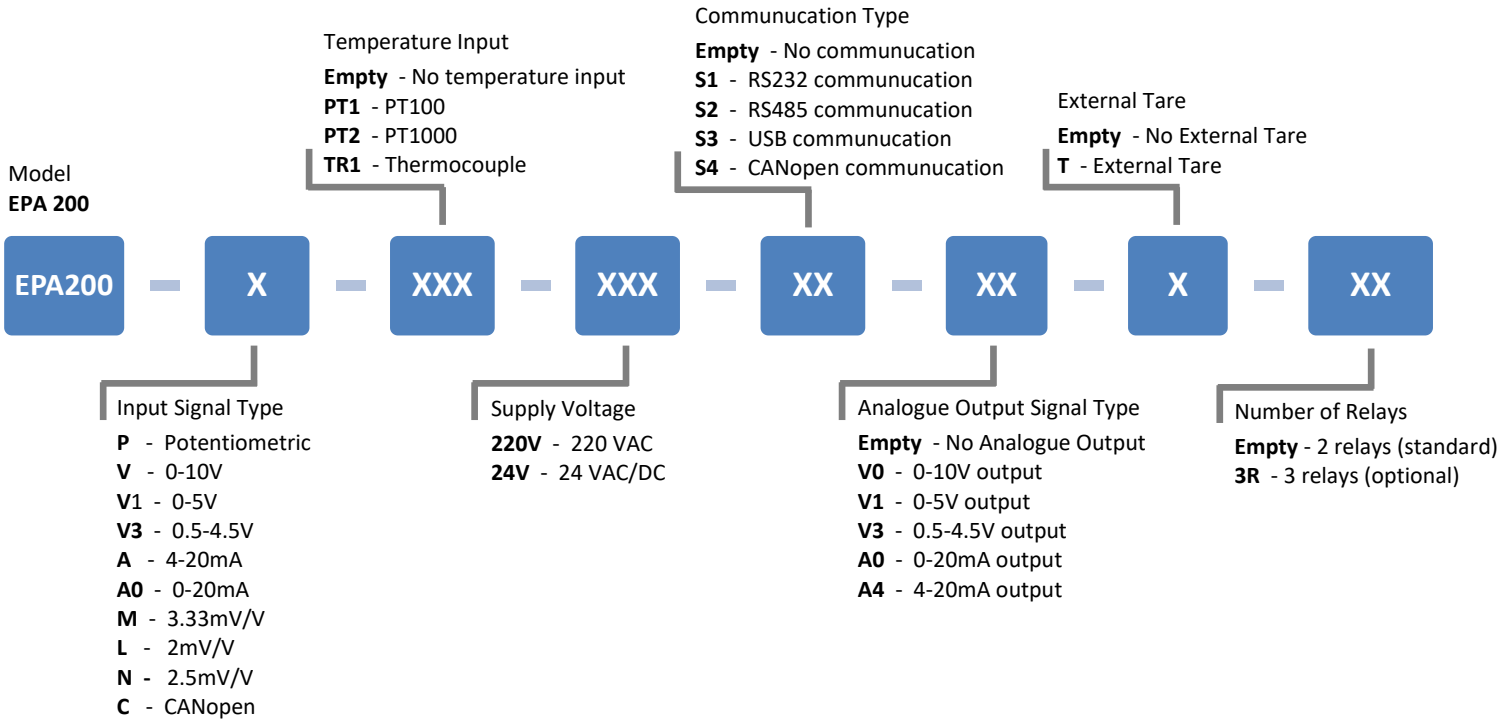 Communucation Type
Empty - No communucation
S1 - RS232 communucation
S2 - RS485 communucation
S3 - USB communucation
S4 - CANopen communucation
Temperature Input
Empty - No temperature input
PT1 - PT100
PT2 - PT1000
TR1 - Thermocouple
External Tare
Empty - No External Tare
T - External Tare
Model
EPA 200
EPA200 - X - XXX - XXX - XX - XX - X - XX
Input Signal Type
P - Potentiometric
V - 0-10V
V1 - 0-5V
V3 - 0.5-4.5V
A - 4-20mA
A0 - 0-20mA
M - 3.33mV/V
L - 2mV/V
N - 2.5mV/V
C - CANopen
Supply Voltage
220V - 220 VAC
24V - 24 VAC/DC
Analogue Output Signal Type
Empty - No Analogue Output
V0 - 0-10V output
V1 - 0-5V output
V3 - 0.5-4.5V output
A0 - 0-20mA output
A4 - 4-20mA output
Number of Relays
Empty - 2 relays (standard)
3R - 3 relays (optional)